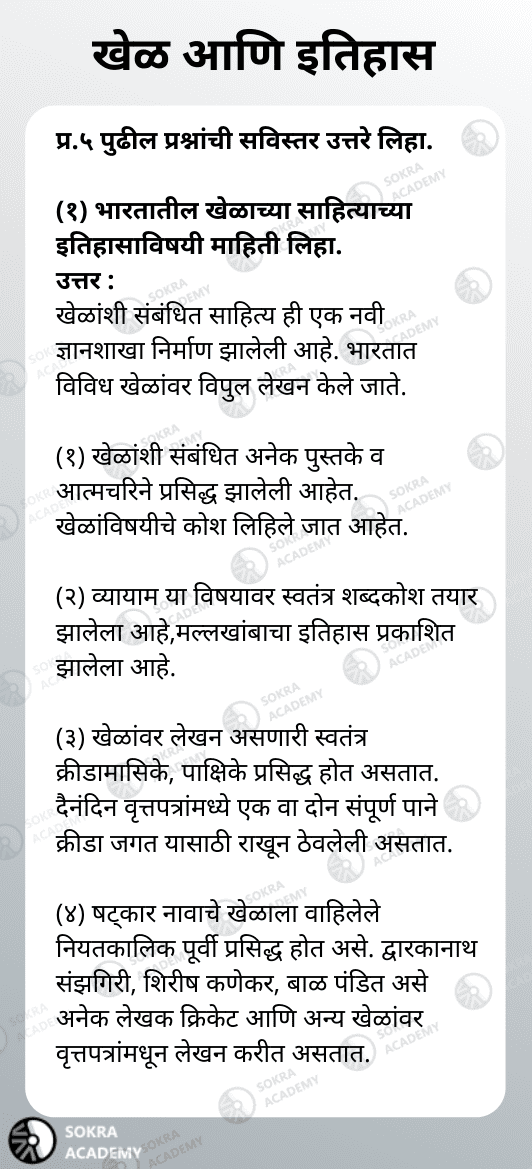 खेळ आणि इतिहास
प्र.५ पुढील प्रश्नांची सविस्तर उत्तरे लिहा.
(१) भारतातील खेळाच्या साहित्याच्या
इतिहासाविषयी माहिती लिहा.
उत्तर :
खेळांशी संबंधित साहित्य ही एक नवी
ज्ञानशाखा निर्माण झालेली आहे. भारतात
विविध खेळांवर विपुल लेखन केले जाते.
(१) खेळांशी संबंधित अनेक पुस्तके व
आत्मचरिने प्रसिद्ध झालेली आहेत.
खेळांविषयीचे कोश लिहिले जात आहेत.
(२) व्यायाम या विषयावर स्वतंत्र शब्दकोश तयार
झालेला आहे,मल्लखांबाचा इतिहास प्रकाशित
झालेला आहे.
(३) खेळांवर लेखन असणारी स्वतंत्र
क्रीडामासिके, पाक्षिके प्रसिद्ध होत असतात.
दैनंदिन वृत्तपत्रांमध्ये एक वा दोन संपूर्ण पाने
क्रीडा जगत यासाठी राखून ठेवलेली असतात.
(४) षट्कार नावाचे खेळाला वाहिलेले
नियतकालिक पूर्वी प्रसिद्ध होत असे. द्वारकानाथ
संझगिरी, शिरीष कणेकर, बाळ पंडित असे
अनेक लेखक क्रिकेट आणि अन्य खेळांवर
वृत्तपत्रांमधून लेखन करीत असतात.
SOKRA
ACADEMY